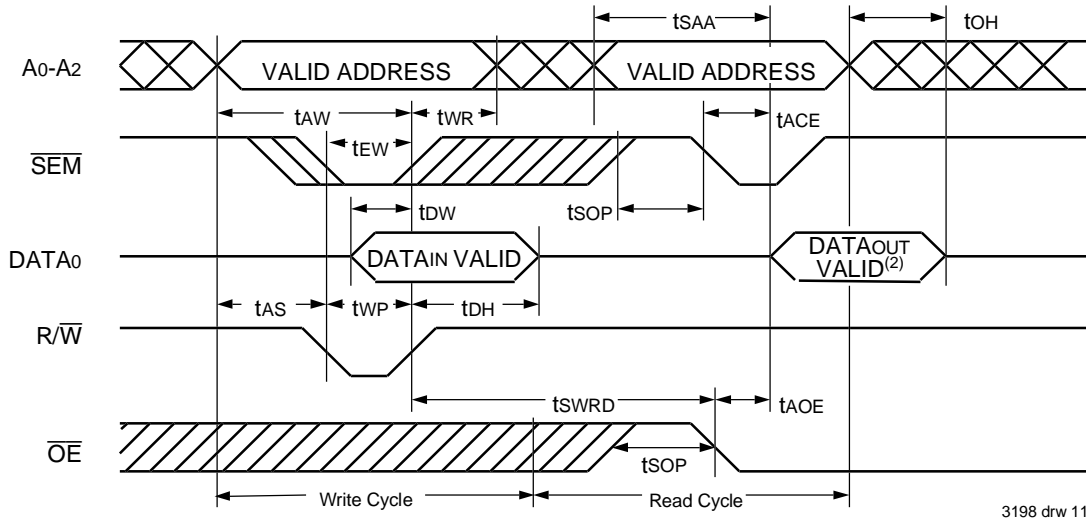 tSAA
tOH
A0-A2
VALID ADDRESS
VALID ADDRESS
tAW
tWR
tACE
tEW
SEM
tSOP
tDW
DATA0
DATAIN VALID
DATAOUT
VALID(2)
tAS
tWP
tDH
R/W
tSWRD
tAOE
OE
tSOP
Write Cycle
Read Cycle
3198 drw 11